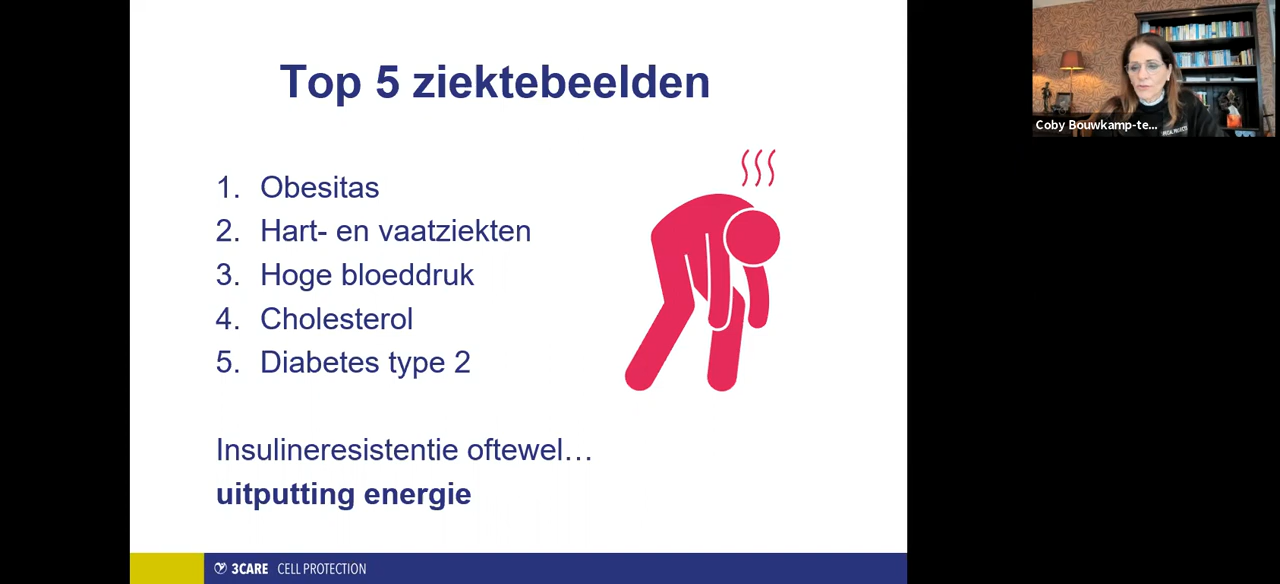 Top 5 ziektebeelden
1. Obesitas
2. Hart- en vaatziekten
3. Hoge bloeddruk
4. Cholesterol
5. Diabetes type 2
Insulineresistentie oftewel…
uitputting energie
3CARE CELL PROTECTION
Coby Bouwkamp-te...